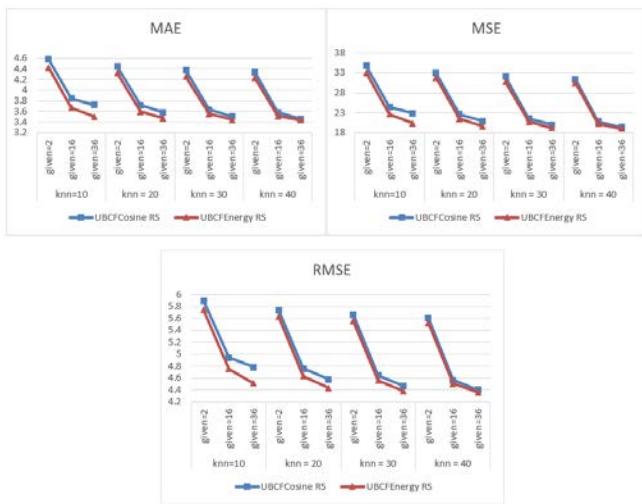 MAE
4.6
4.4
4.2
4
3.8
3.6
3.4
3.2
given=2
given=16
given=36
given=2
given=16
given=36
given=2
given=16
given=36
given=2
given=16
given=36
knn=10 knn = 20 knn = 30 knn = 40
UBCFCosine RS UBCFEnergy RS
MSE
38
33
28
23
18
given=2
given=16
given=36
given=2
given=16
given=36
given=2
given=16
given=36
given=2
given=16
given=36
knn=10 knn = 20 knn = 30 knn = 40
UBCFCosine RS UBCFEnergy RS
RMSE
6
5.8
5.6
5.4
5.2
5
4.8
4.6
4.4
4.2
given=2
given=16
given=36
given=2
given=16
given=36
given=2
given=16
given=36
given=2
given=16
given=36
knn=10 knn = 20 knn = 30 knn = 40
UBCFCosine RS UBCFEnergy RS